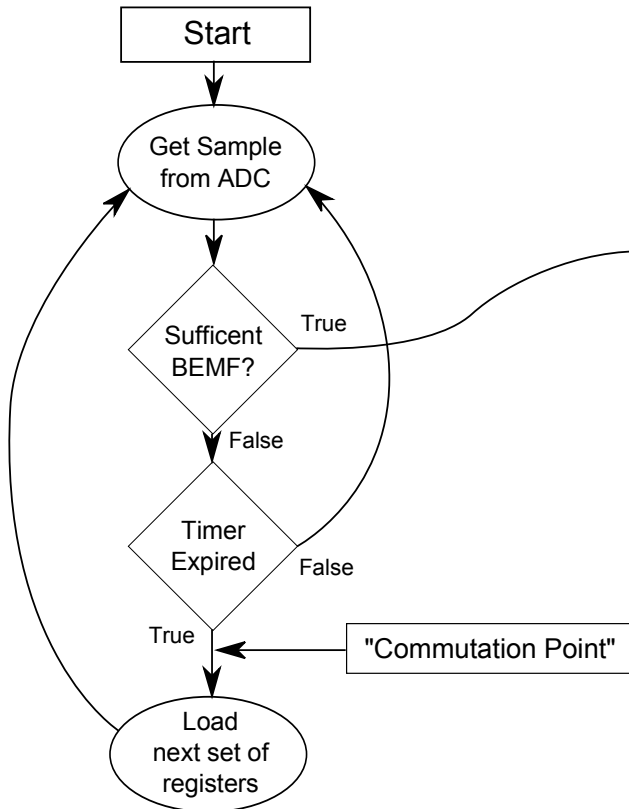 Start
Get Sample
from ADC
Sufficent
BEMF?
True
False
Timer
Expired
False
True
"Commutation Point"
Load
next set of
registers